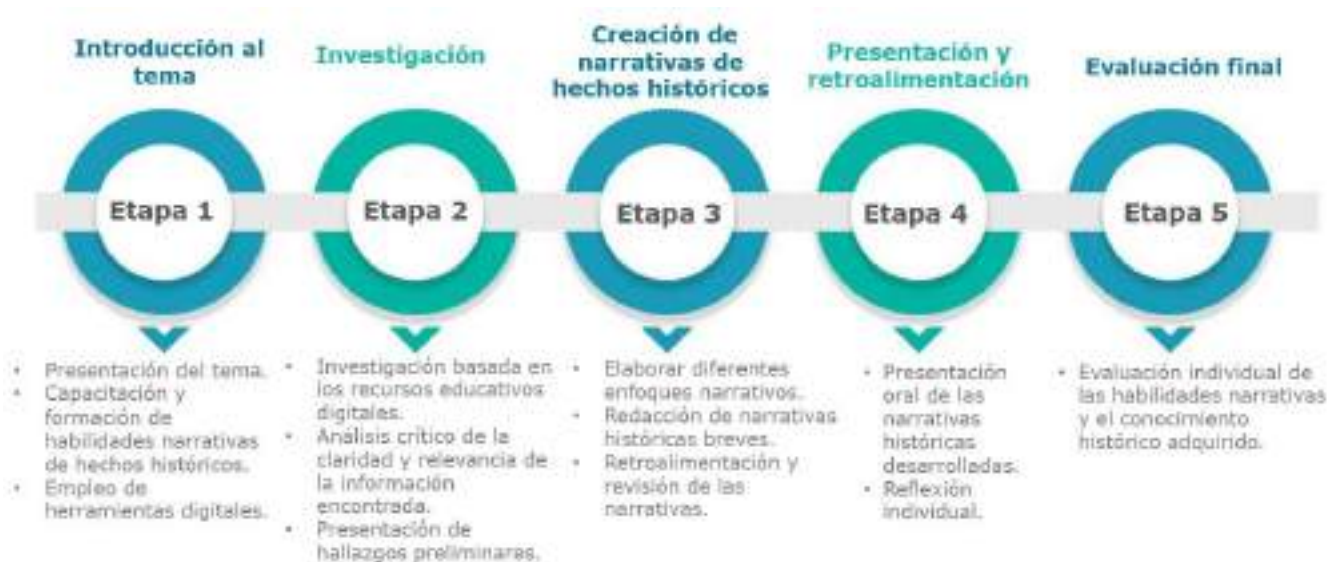 Introducción al
tema
Investigación
Creación de
narrativas de
hechos históricos
Presentación y
retroalimentación
Evaluación final
Etapa 1
Etapa 2
Etapa 3
Etapa 4
Etapa 5
• Presentación del tema.
• Capacitación y
formación de
habilidades narrativas
de hechos históricos.
• Empleo de
herramientas digitales.
• Investigación basada en
los recursos educativos
digitales.
• Análisis crítico de la
claridad y relevancia de
la información
encontrada.
• Presentación de
hallazgos preliminares.
• Elaborar diferentes
enfoques narrativos.
• Redacción de narrativas
históricas breves.
• Retroalimentación y
revisión de las
narrativas.
• Presentación
oral de las
narrativas
históricas
desarrolladas.
• Reflexión
individual.
• Evaluación individual de
las habilidades narrativas
y el conocimiento
histórico adquirido.